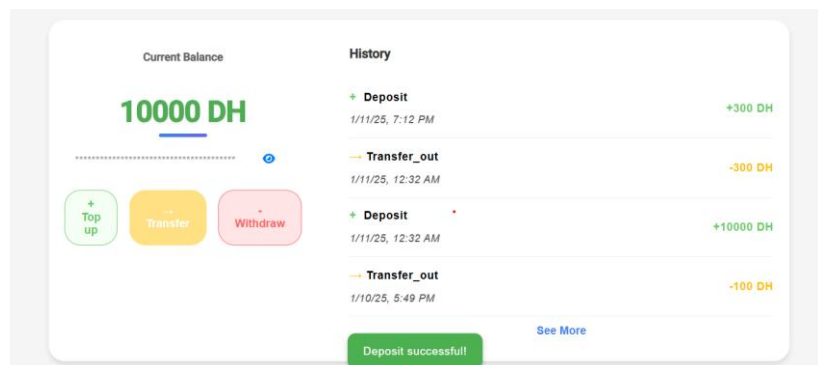 Current Balance
10000 DH
+
Top
up
→
Transfer
Withdraw
History
+ Deposit
+300 DH
1/11/25, 7:12 PM
→ Transfer_out
-300 DH
1/11/25, 12:32 AM
+ Deposit
+10000 DH
1/11/25, 12:32 AM
→ Transfer_out
-100 DH
1/10/25, 5:49 PM
See More
Deposit successful!